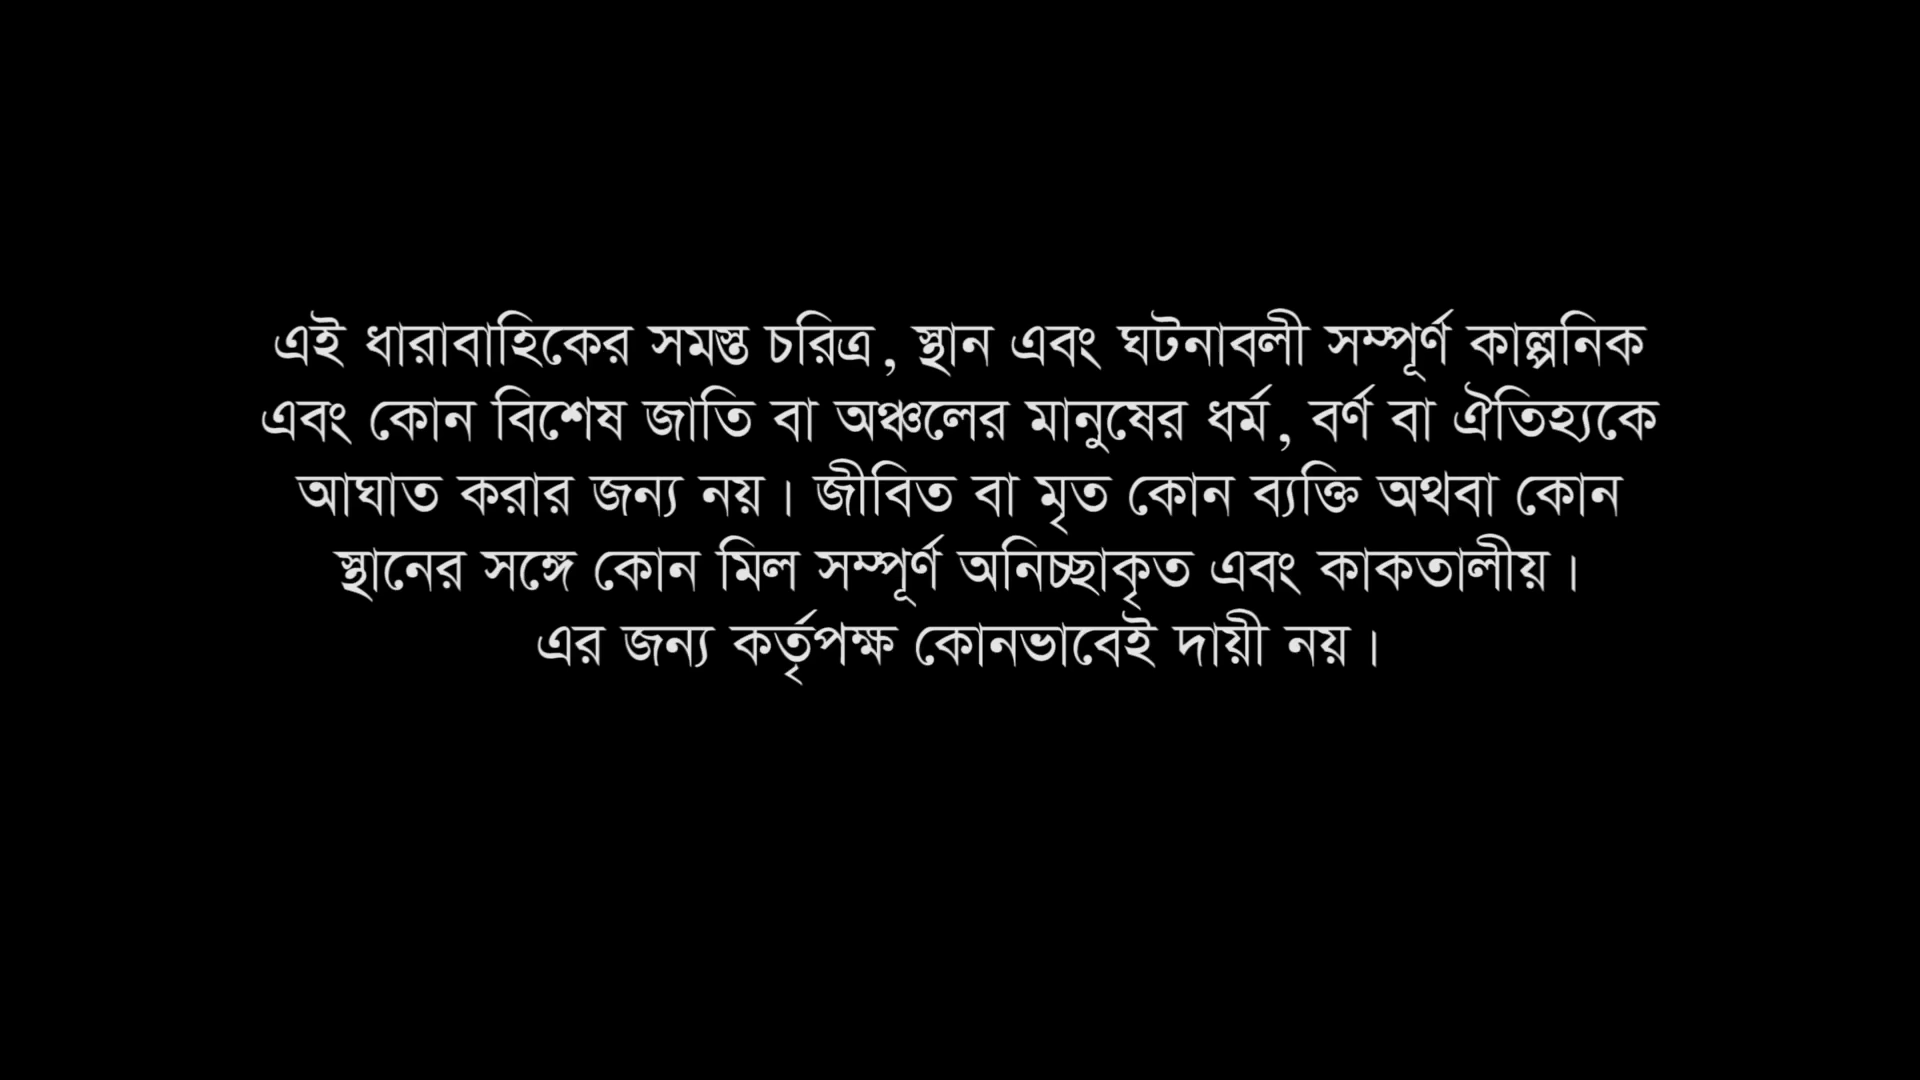 এই ধারাবাহিকের সমস্ত চরিত্র, স্থান এবং ঘটনাবলী সম্পূর্ণ কাল্পনিক
এবং কোন বিশেষ জাতি বা অঞ্চলের মানুষের ধর্ম, বর্ণ বা ঐতিহ্যকে
আঘাত করার জন্য নয়। জীবিত বা মৃত কোন ব্যক্তি অথবা কোন
স্থানের সঙ্গে কোন মিল সম্পূর্ণ অনিচ্ছাকৃত এবং কাকতালীয়।
এর জন্য কর্তৃপক্ষ কোনভাবেই দায়ী নয়।